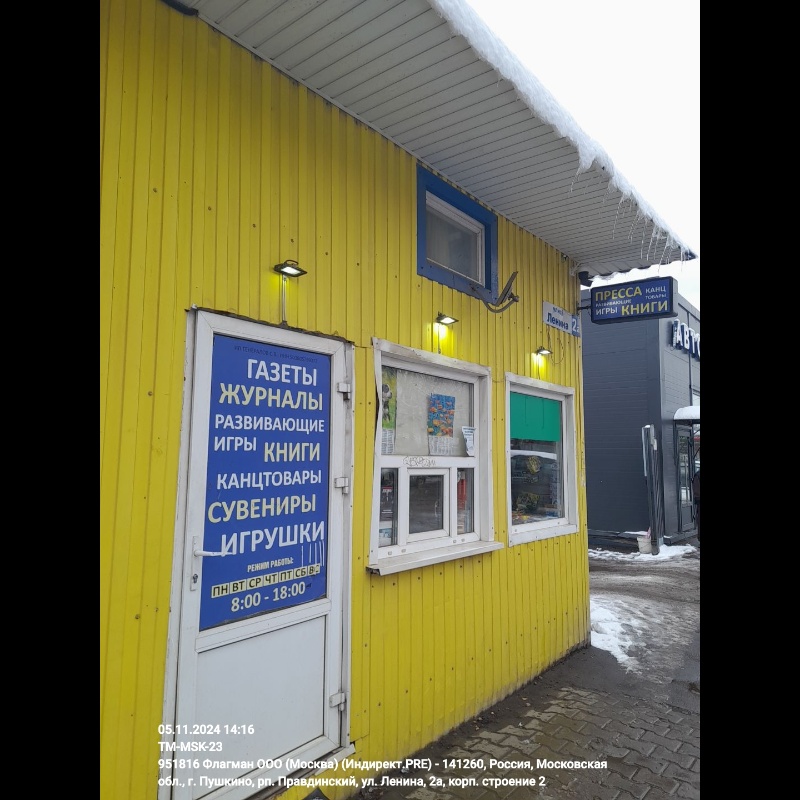 ГАЗЕТЫ
ЖУРНАЛЫ
РАЗВИВАЮЩИЕ
ИГРЫ КНИГИ
КАНЦТОВАРЫ
СУВЕНИРЫ
ИГРУШКИ
РЕЖИМ РАБОТЫ:
ПН ВТ СР ЧТ ПТ СБ ВС
8:00 - 18:00
Ленина 2
ПРЕССА КАНЦ
ТОВАРЫ
РАЗВИВАЮЩИЕ
ИГРЫ КНИГИ
АВТО
05.11.2024 14:16
TM-MSK-23
951816 Флагман ООО (Москва) (Индирект.PRE) - 141260, Россия, Московская
обл., г. Пушкино, рп. Правдинский, ул. Ленина, 2а, корп. строение 2